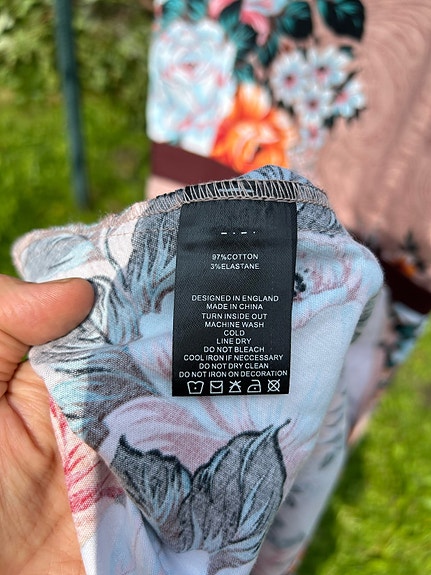 97%COTTON
3%ELASTANE
DESIGNED IN ENGLAND
MADE IN CHINA
TURN INSIDE OUT
MACHINE WASH
COLD
LINE DRY
DO NOT BLEACH
COOL IRON IF NECCESSARY
DO NOT DRY CLEAN
DO NOT IRON ON DECORATION